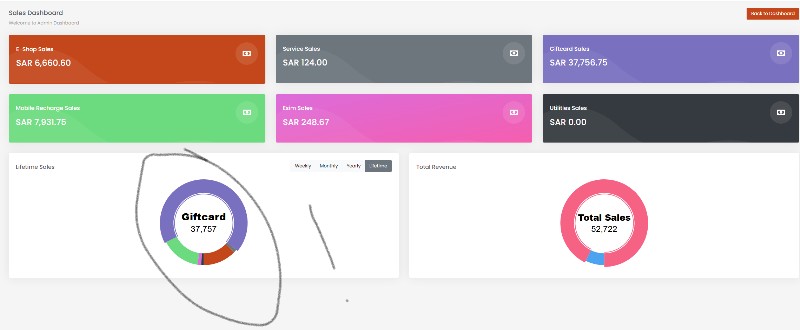 Sales Dashboard
Welcome to Admin Dashboard
Back to Dashboard
E-Shop Sales
SAR 6,660.60
Service Sales
SAR 124.00
Giftcard Sales
SAR 37,756.75
Mobile Recharge Sales
SAR 7,931.75
Esim Sales
SAR 248.67
Utilities Sales
SAR 0.00
Lifetime Sales
Weekly Monthly Yearly Lifetime
Total Revenue
Giftcard
37,757
Total Sales
52,722